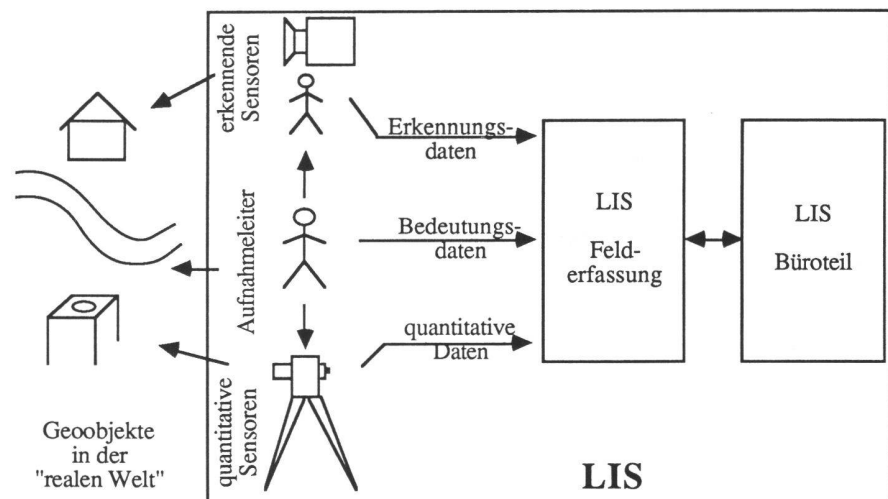 erkennende
Sensoren
Aufnahmeleiter
quantitative
Sensoren
Geoobjekte
in der
"realen Welt"
Erkennungs-
daten
Bedeutungs-
daten
quantitative
Daten
LIS
Feld-
erfassung
LIS
Büroteil
LIS